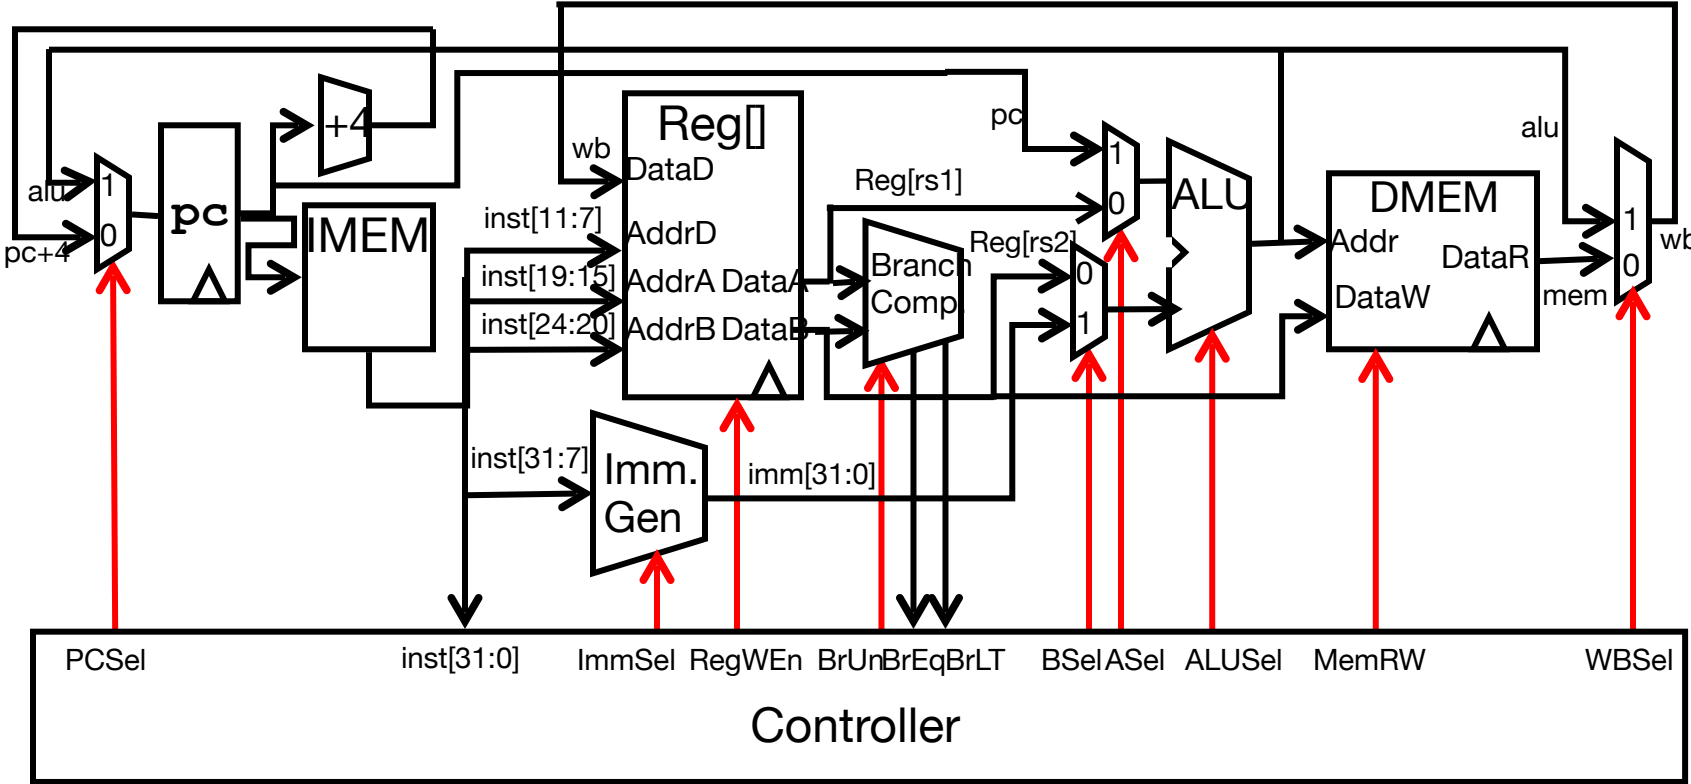 Reg[]
pc
alu
+4
wb
DataD
1
ALU
alu
Reg[rs1]
DMEM
1
alu
pc
IMEM
inst[11:7]
0
1
0
AddrD
Reg[rs2]
Addr
wb
pc+4
inst[19:15]
AddrA DataA
Branch
Comp.
0
DataR
0
inst[24:20]
AddrB DataB
1
DataW
mem
inst[31:7]
Imm.
Gen
imm[31:0]
PCSel
inst[31:0]
ImmSel
RegWEn
BrUn
BrEq
BrLT
BSel
ASel
ALUSel
MemRW
WBSel
Controller